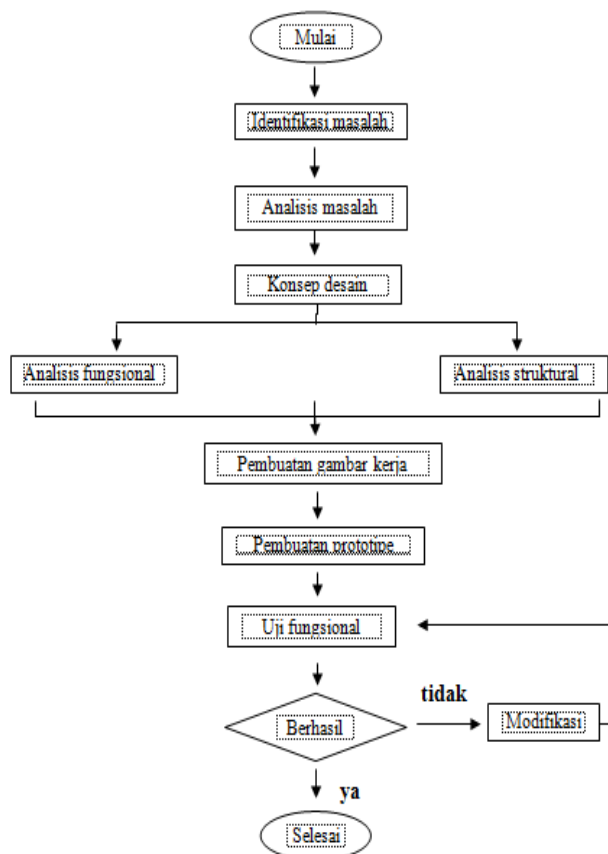 Mulai
Identifikasi masalah
Analisis masalah
Konsep desain
Analisis fungsional
Analisis struktural
Pembuatan gambar kerja
Pembuatan prototipe
Uji fungsional
tidak
Berhasil
Modifikasi
ya
Selesai